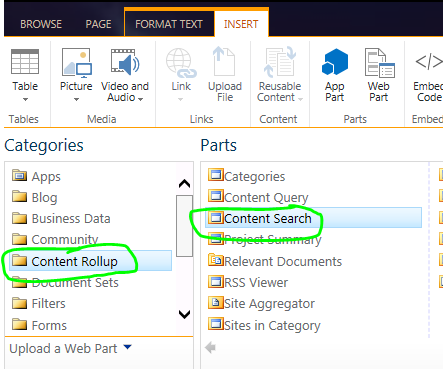 BROWSE PAGE FORMAT TEXT INSERT
Table Picture Video and Audio Link Upload File Reusable Content App Part Web Part Embed Code
Tables Media Links Content Parts Embed
Categories
Apps
Blog
Business Data
Community
Content Rollup
Document Sets
Filters
Forms
Upload a Web Part
Parts
Categories
Content Query
Content Search
Project Summary
Relevant Documents
RSS Viewer
Site Aggregator
Sites in Category